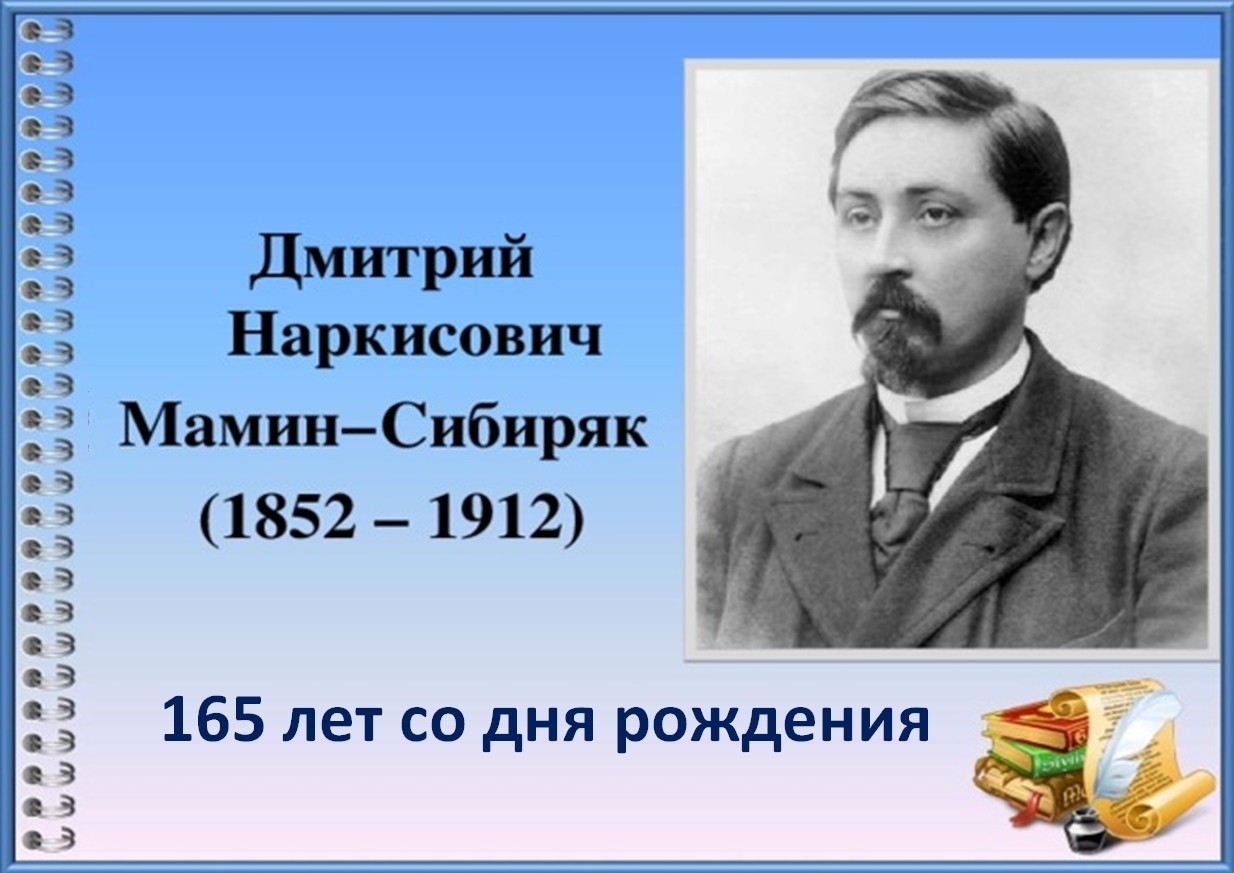 Дмитрий
Наркисович
Мамин–Сибиряк
(1852 – 1912)
165 лет со дня рождения